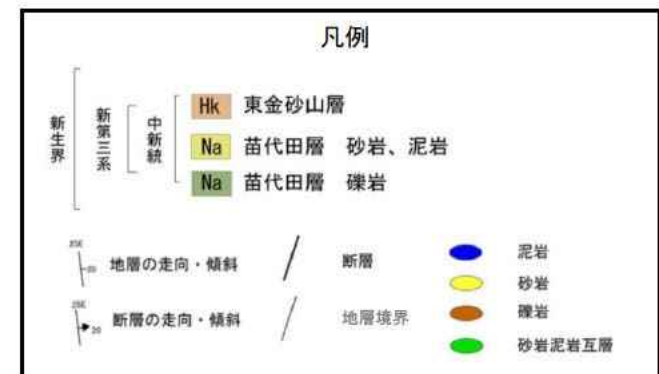 凡例
新生界
新第三系
中新統
Hk 東金砂山層
Na 苗代田層 砂岩、泥岩
Na 苗代田層 礫岩
地層の走向・傾斜
断層
泥岩
砂岩
断層の走向・傾斜
地層境界
礫岩
砂岩泥岩互層
20